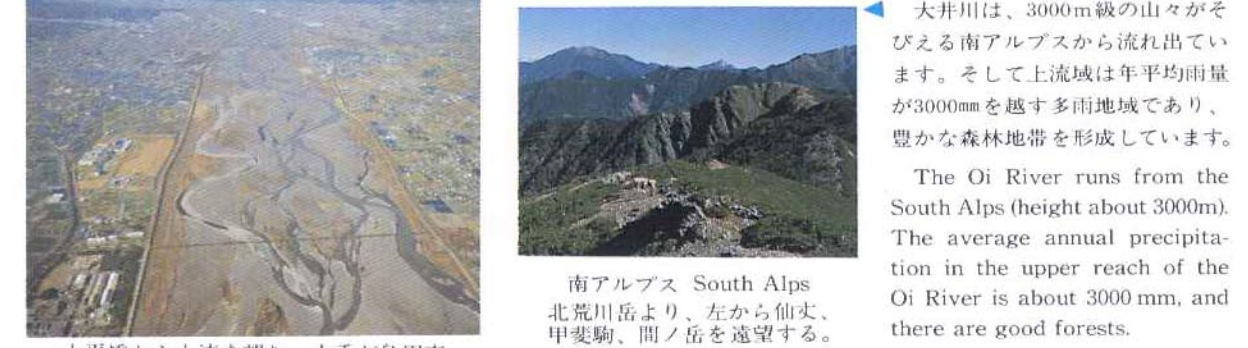 大井川は、3000m級の山々がそ
びえる南アルプスから流れ出てい
ます。そして上流域は年平均雨量
が3000㎜を越す多雨地域であり、
豊かな森林地帯を形成しています。
The Oi River runs from the
South Alps (height about 3000m).
The average annual precipita-
tion in the upper reach of the
Oi River is about 3000 mm, and
there are good forests.
南アルプス South Alps
北荒川岳より、左から仙丈、
甲斐駒、間ノ岳を遠望する。